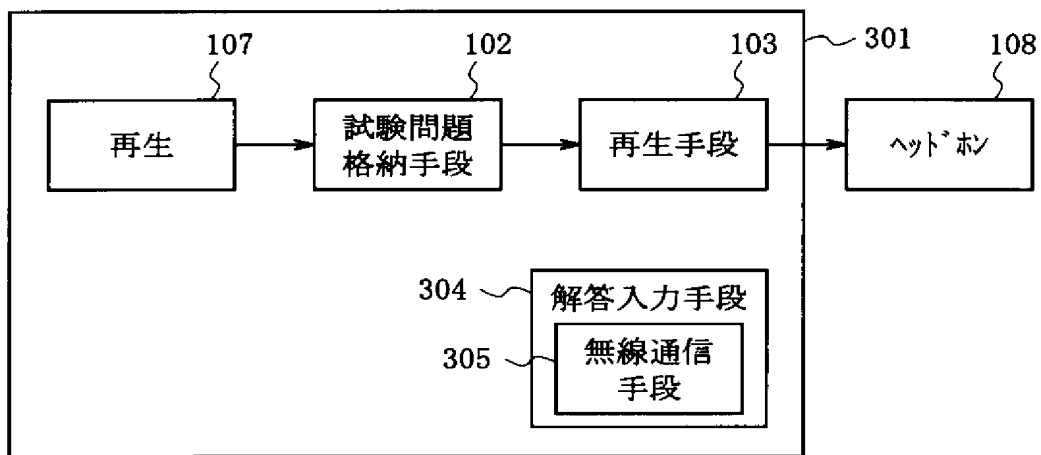 301
107
102
103
108
再生
試験問題
格納手段
再生手段
ﾍｯﾄﾞﾎﾝ
304
解答入力手段
305
無線通信
手段